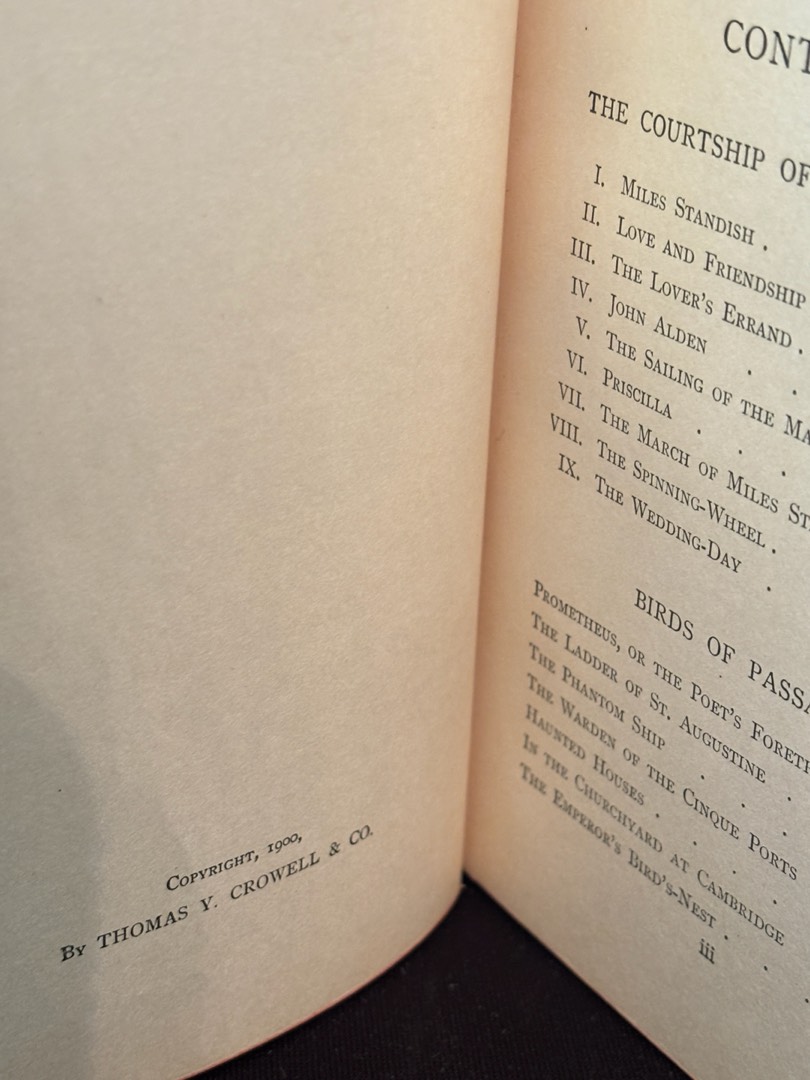 Copyright, 1900,
By THOMAS Y. CROWELL & CO.
CONT
THE COURTSHIP OF
I. Miles Standish .
II. Love and Friendship
III. The Lover's Errand .
IV. John Alden . .
V. The Sailing of the Ma
VI. Priscilla . . .
VII. The March of Miles St
VIII. The Spinning-Wheel .
IX. The Wedding-Day .
BIRDS OF PASSA
Prometheus, or the Poet's Foreth
The Ladder of St. Augustine .
The Phantom Ship . . .
The Warden of the Cinque Ports
Haunted Houses . . . .
In the Churchyard at Cambridge
The Emperor's Bird's-Nest . . .
iii